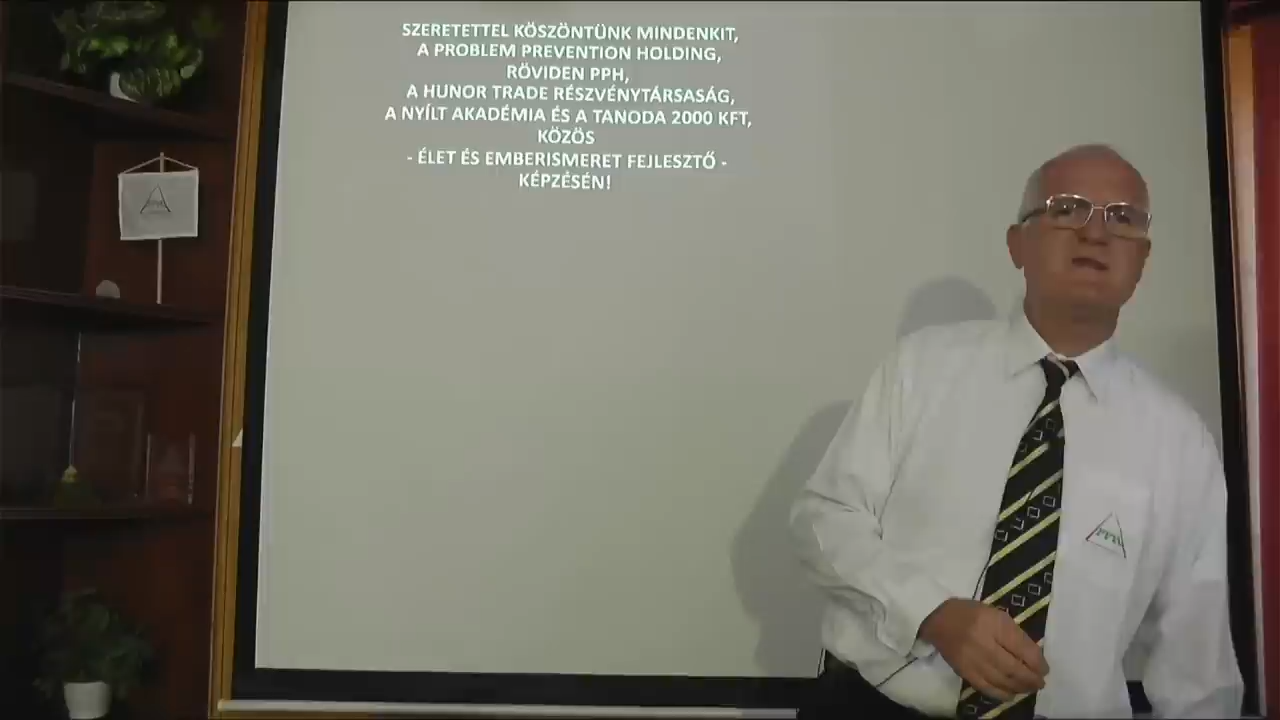 SZERETETTEL KÖSZÖNTÜNK MINDENKIT,
A PROBLEM PREVENTION HOLDING,
RÖVIDEN PPH,
A HUNOR TRADE RÉSZVÉNYTÁRSASÁG,
A NYÍLT AKADÉMIA ÉS A TANODA 2000 KFT,
KÖZÖS
- ÉLET ÉS EMBERISMERET FEJLESZTŐ -
KÉPZÉSÉN!